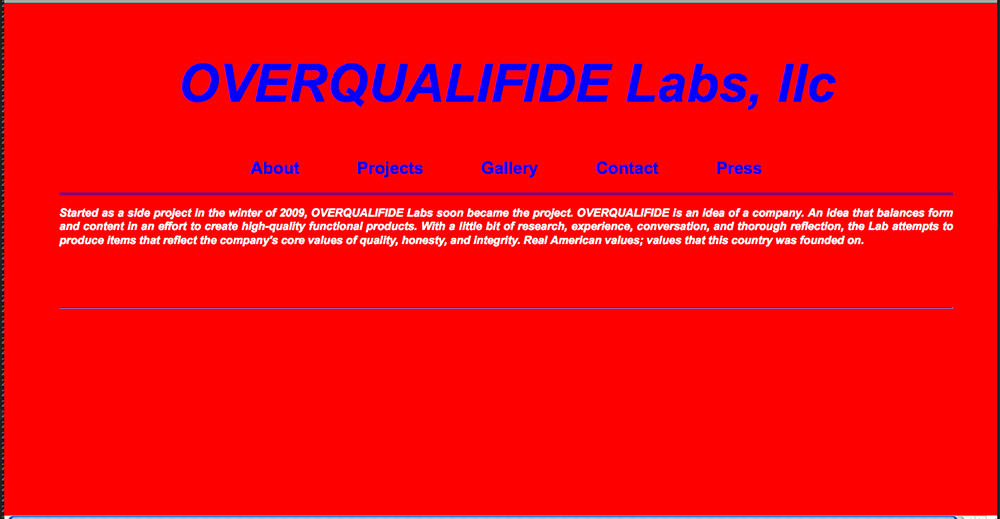 OVERQUALIFIDE Labs, llc
About Projects Gallery Contact Press
Started as a side project in the winter of 2009, OVERQUALIFIDE Labs soon became the project. OVERQUALIFIDE is an idea of a company. An idea that balances form
and content in an effort to create high-quality functional products. With a little bit of research, experience, conversation, and thorough reflection, the Lab attempts to
produce items that reflect the company's core values of quality, honesty, and integrity. Real American values; values that this country was founded on.